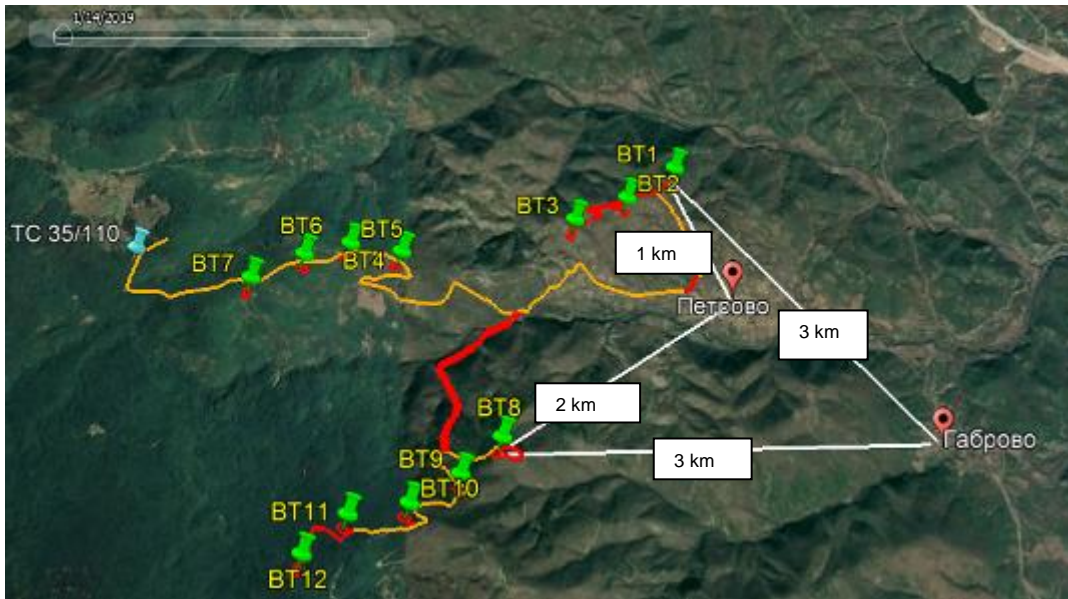 1/14/2019
BT1
BT2
BT3
1 km
BT6
BT5
TC 35/110
BT4
BT7
Петрово
3 km
2 km
BT8
Габрово
BT9
3 km
BT10
BT11
BT12